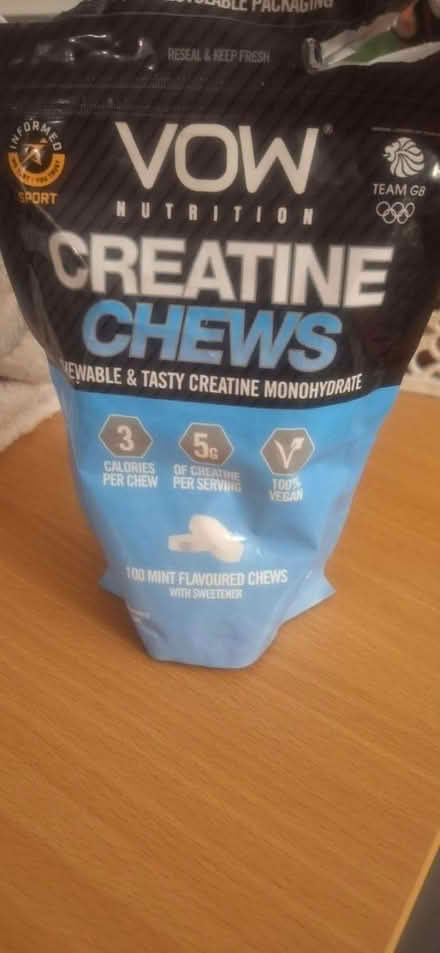 PACKAGING
RESEAL & KEEP FRESH
INFORMED
SPORT
VOW®
NUTRITION
TEAM GB
CREATINE
CHEWS
EWABLE & TASTY CREATINE MONOHYDRATE
3
CALORIES
PER CHEW
5G
OF CREATINE
PER SERVING
100%
VEGAN
100 MINT FLAVOURED CHEWS
WITH SWEETENER